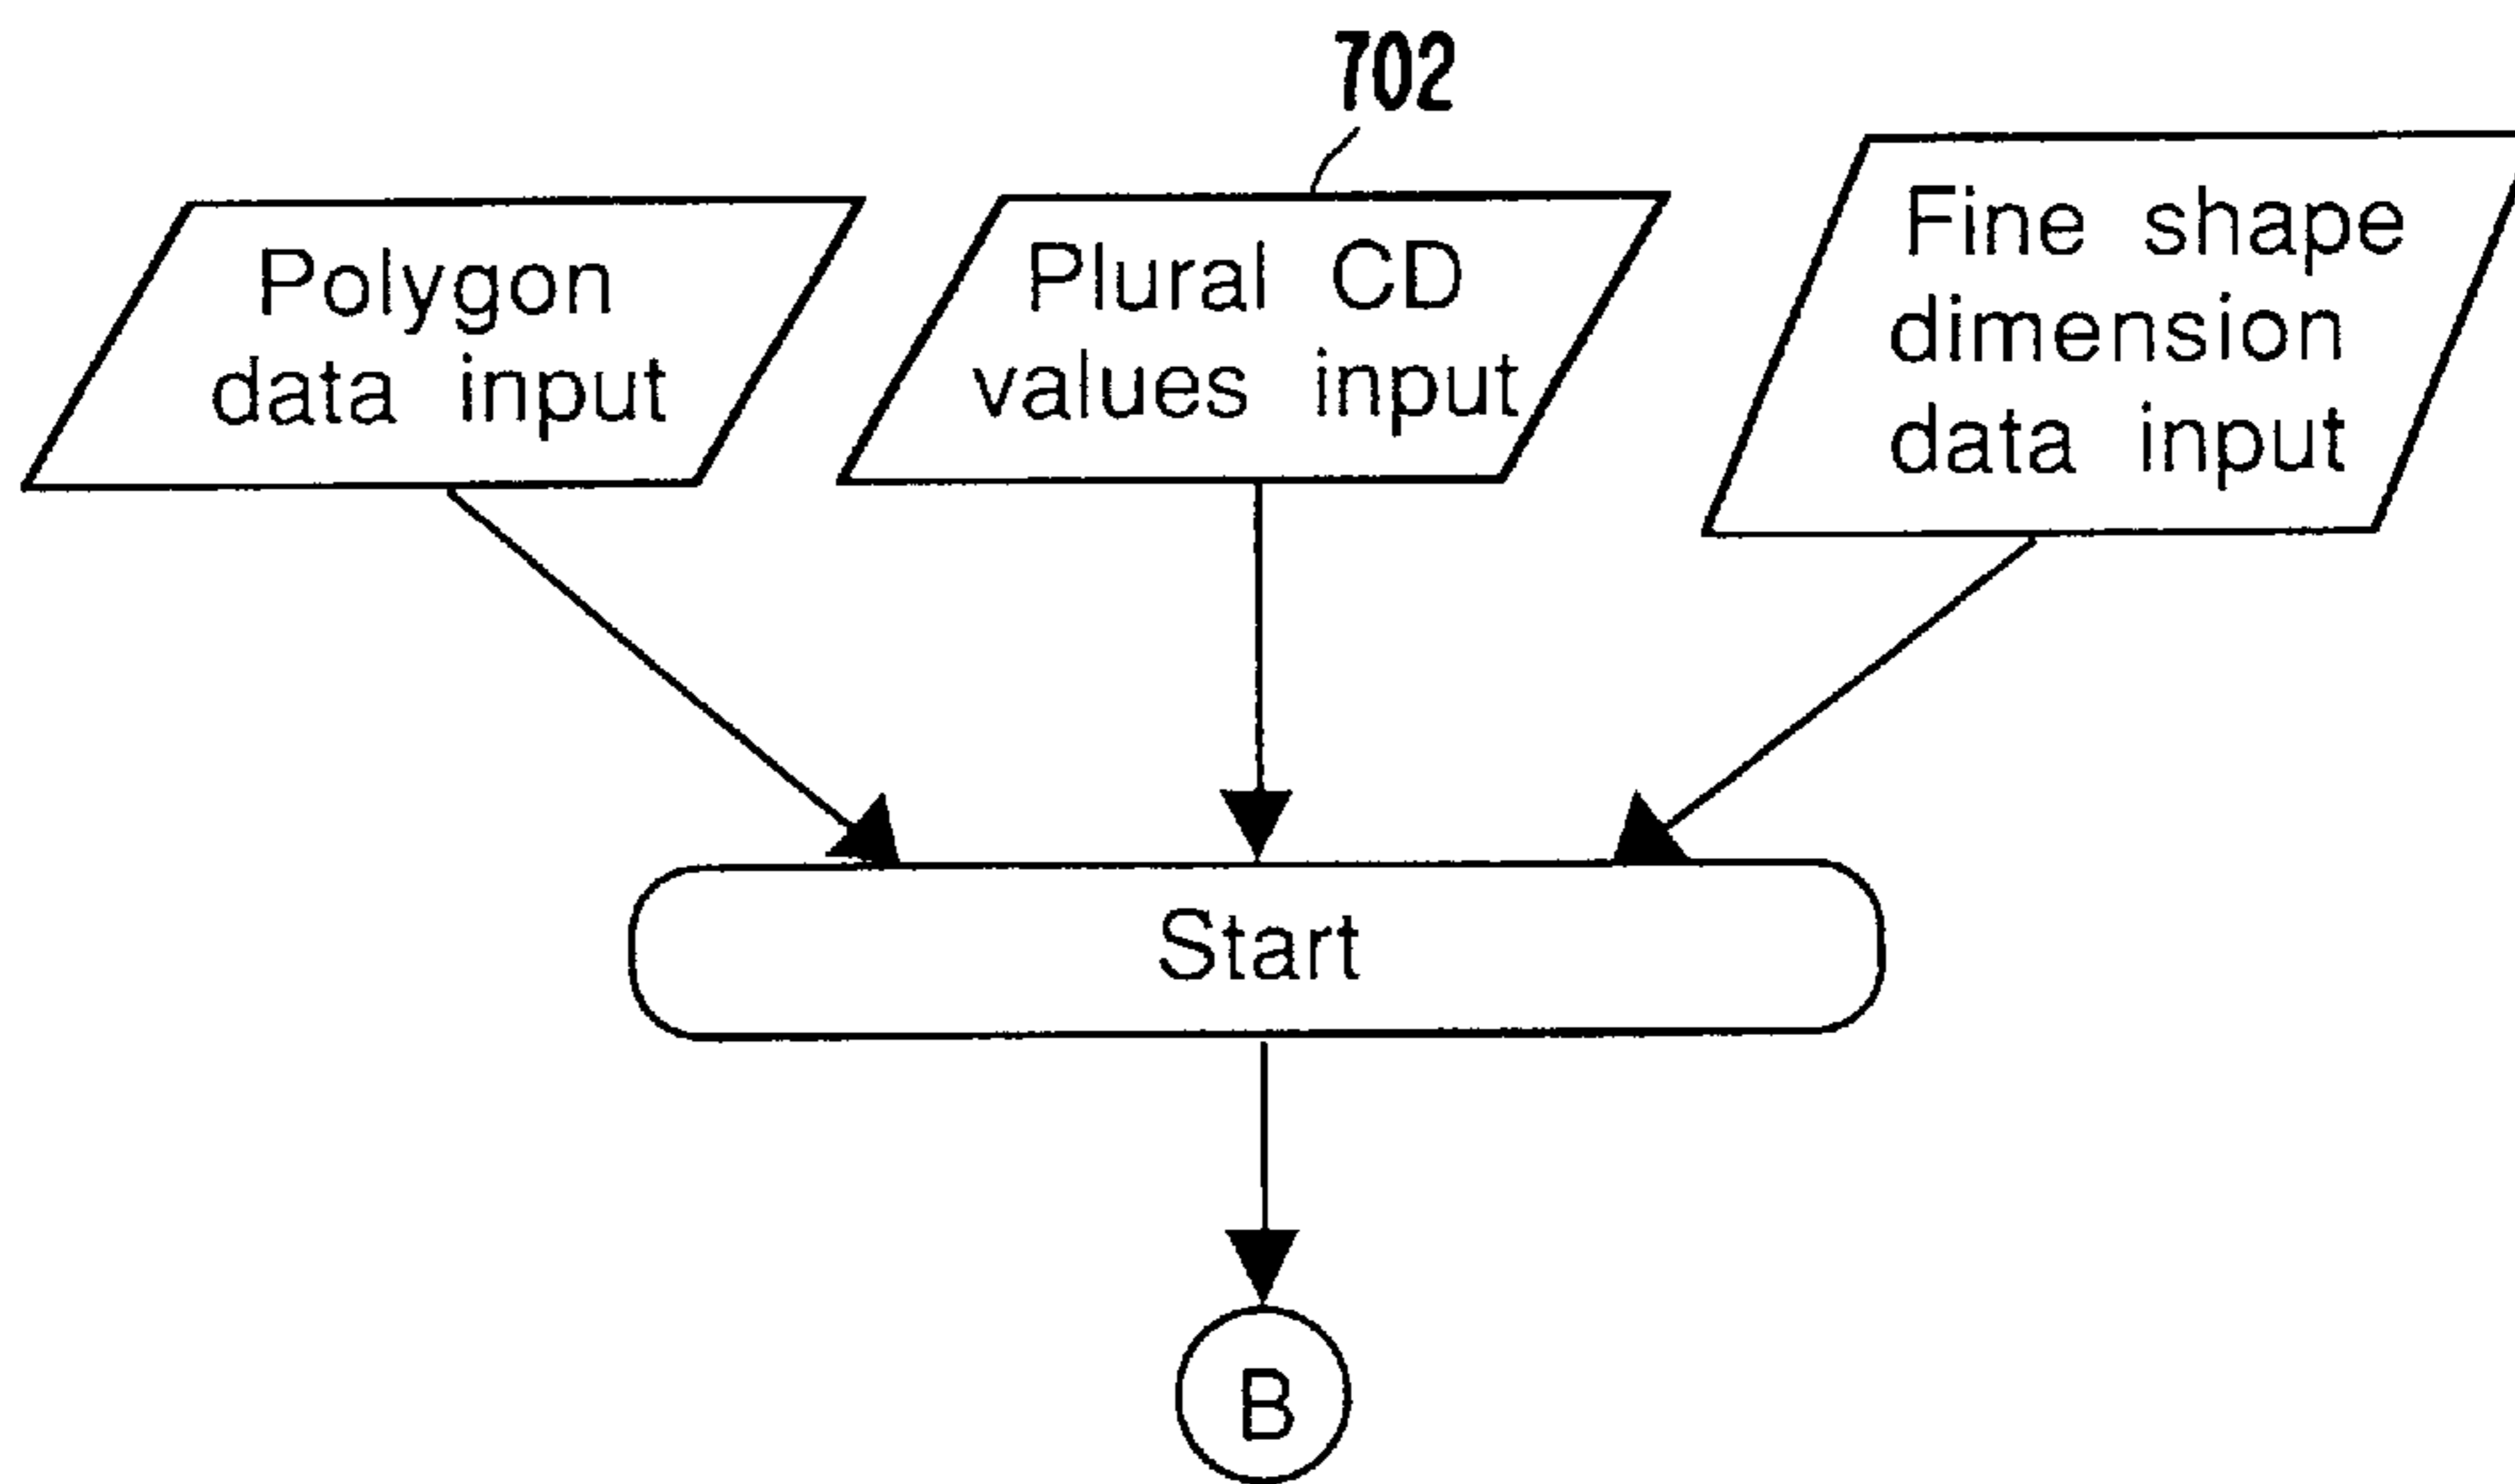 702
Polygon
data input
Plural CD
values input
Fine shape
dimension
data input
Start
B